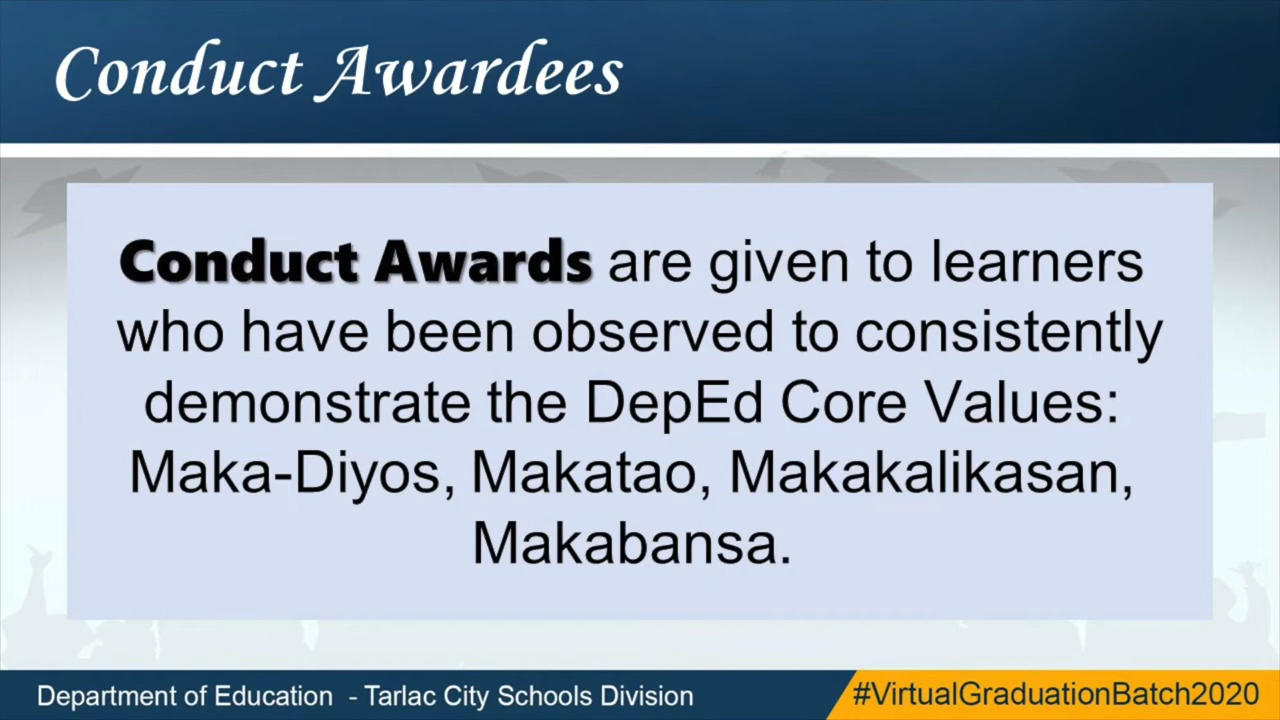 Conduct Awardees
Conduct Awards are given to learners
who have been observed to consistently
demonstrate the DepEd Core Values:
Maka-Diyos, Makatao, Makakalikasan,
Makabansa.
Department of Education - Tarlac City Schools Division
#VirtualGraduationBatch2020